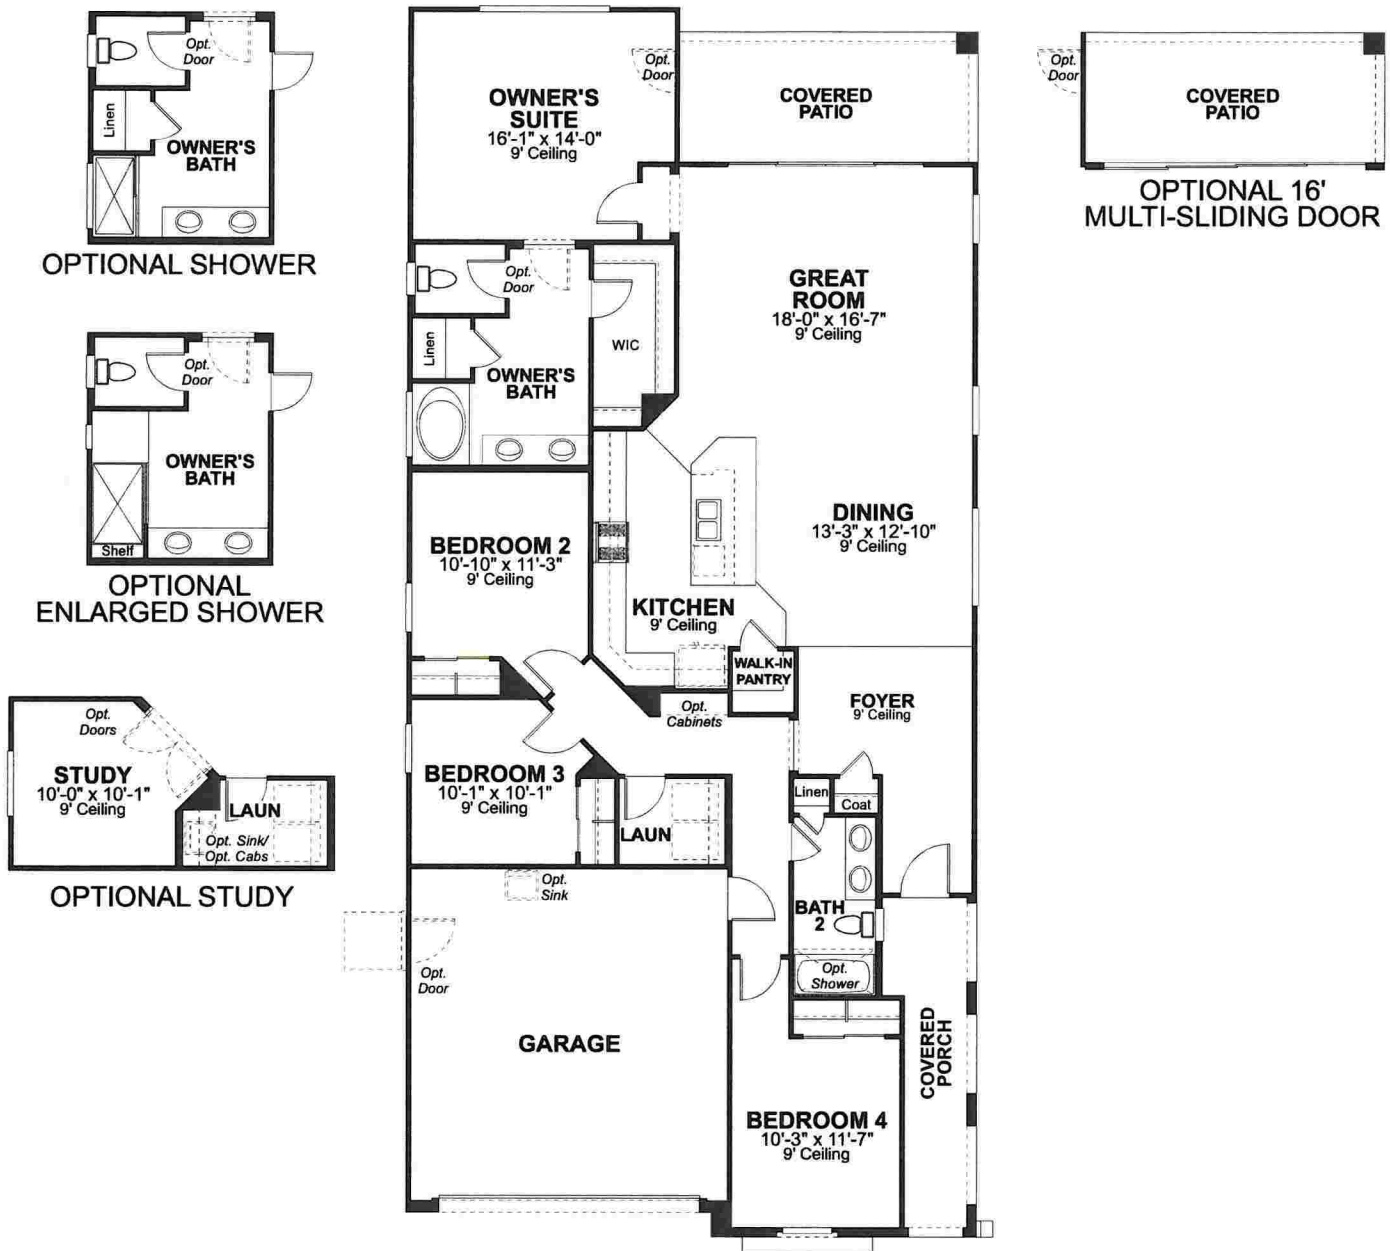 Opt.
Door
Linen
OWNER'S
BATH
OPTIONAL SHOWER
Opt.
Door
OWNER'S
BATH
Shelf
OPTIONAL
ENLARGED SHOWER
Opt.
Doors
STUDY
10'-0" x 10'-1"
9' Ceiling
LAUN
Opt. Sink/
Opt. Cabs
OPTIONAL STUDY
OWNER'S
SUITE
16'-1" x 14'-0"
9' Ceiling
Opt.
Door
COVERED
PATIO
Opt.
Door
Linen
OWNER'S
BATH
WIC
GREAT
ROOM
18'-0" x 16'-7"
9' Ceiling
BEDROOM 2
10'-10" x 11'-3"
9' Ceiling
DINING
13'-3" x 12'-10"
9' Ceiling
KITCHEN
9' Ceiling
WALK-IN
PANTRY
Opt.
Cabinets
FOYER
9' Ceiling
BEDROOM 3
10'-1" x 10'-1"
9' Ceiling
LAUN
Linen
Coat
Opt.
Sink
BATH
2
Opt.
Door
Opt.
Shower
GARAGE
COVERED
PORCH
BEDROOM 4
10'-3" x 11'-7"
9' Ceiling
Opt.
Door
COVERED
PATIO
OPTIONAL 16'
MULTI-SLIDING DOOR